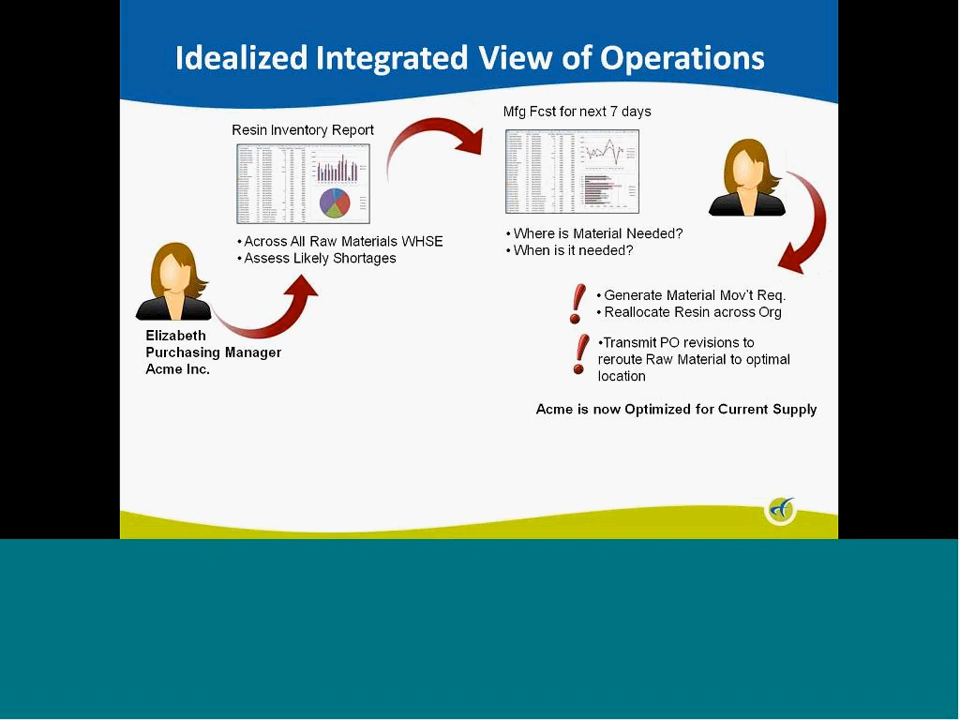 Idealized Integrated View of Operations
Resin Inventory Report
• Across All Raw Materials WHSE
• Assess Likely Shortages
Elizabeth
Purchasing Manager
Acme Inc.
Mfg Fcst for next 7 days
• Where is Material Needed?
• When is it needed?
• Generate Material Mov't Req.
• Reallocate Resin across Org
•Transmit PO revisions to
reroute Raw Material to optimal
location
Acme is now Optimized for Current Supply